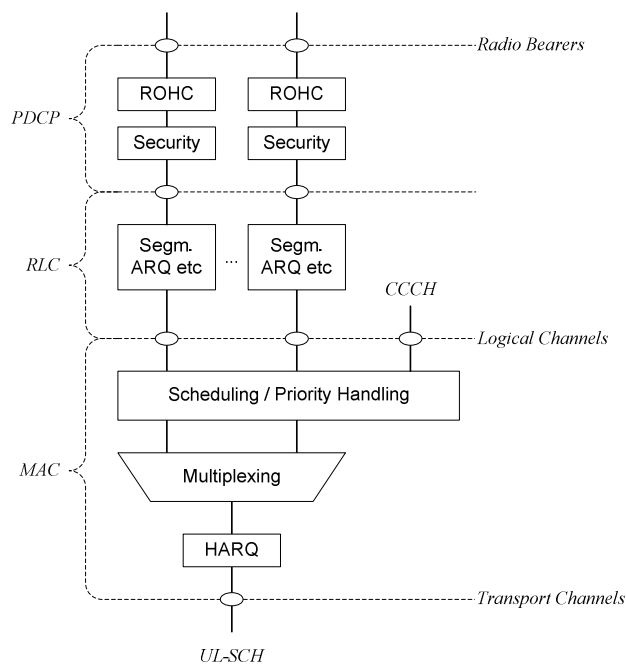 Radio Bearers
ROHC
ROHC
PDCP
Security
Security
Segm.
ARQ etc
...
Segm.
ARQ etc
RLC
CCCH
Logical Channels
Scheduling / Priority Handling
MAC
Multiplexing
HARQ
Transport Channels
UL-SCH